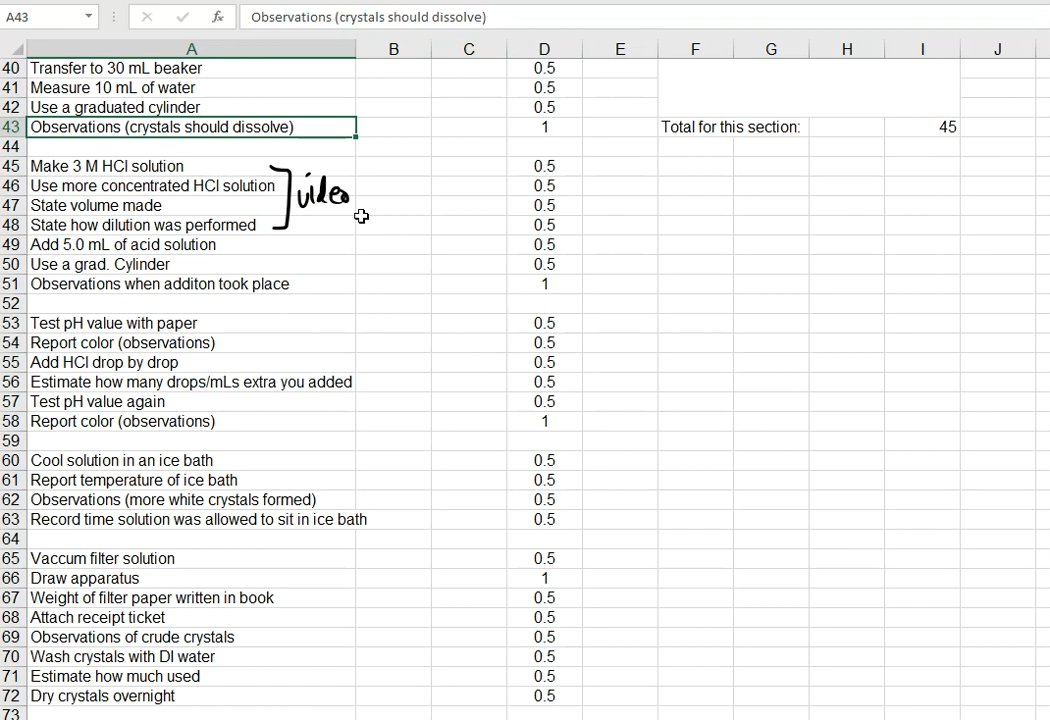 A43 fx Observations (crystals should dissolve)
A B C D E F G H I J
40 Transfer to 30 mL beaker 0.5
41 Measure 10 mL of water 0.5
42 Use a graduated cylinder 0.5
43 Observations (crystals should dissolve) 1 Total for this section: 45
44
45 Make 3 M HCl solution 0.5
46 Use more concentrated HCl solution 0.5
video
47 State volume made 0.5
48 State how dilution was performed 0.5
49 Add 5.0 mL of acid solution 0.5
50 Use a grad. Cylinder 0.5
51 Observations when additon took place 1
52
53 Test pH value with paper 0.5
54 Report color (observations) 0.5
55 Add HCl drop by drop 0.5
56 Estimate how many drops/mLs extra you added 0.5
57 Test pH value again 0.5
58 Report color (observations) 1
59
60 Cool solution in an ice bath 0.5
61 Report temperature of ice bath 0.5
62 Observations (more white crystals formed) 0.5
63 Record time solution was allowed to sit in ice bath 0.5
64
65 Vaccum filter solution 0.5
66 Draw apparatus 1
67 Weight of filter paper written in book 0.5
68 Attach receipt ticket 0.5
69 Observations of crude crystals 0.5
70 Wash crystals with DI water 0.5
71 Estimate how much used 0.5
72 Dry crystals overnight 0.5
73